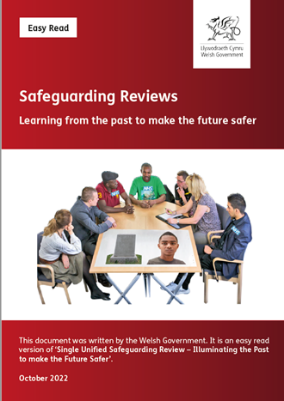 Easy Read
Llywodraeth Cymru
Welsh Government
Safeguarding Reviews
Learning from the past to make the future safer
This document was written by the Welsh Government. It is an easy read
version of ‘Single Unified Safeguarding Review – Illuminating the Past
to make the Future Safer’.
October 2022